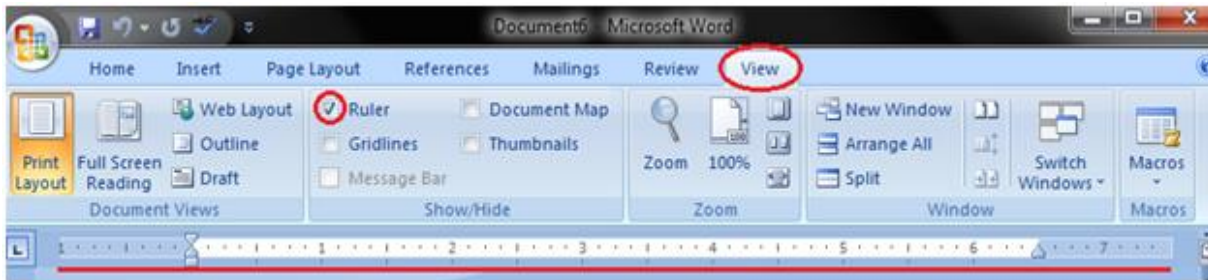 Document6 - Microsoft Word
Home Insert Page Layout References Mailings Review View
Print Layout
Full Screen Reading
Web Layout
Outline
Draft
Document Views
Ruler
Gridlines
Message Bar
Document Map
Thumbnails
Show/Hide
Zoom
100%
Zoom
New Window
Arrange All
Split
Switch Windows
Window
Macros
Macros
L 1 1 2 3 4 5 6 7